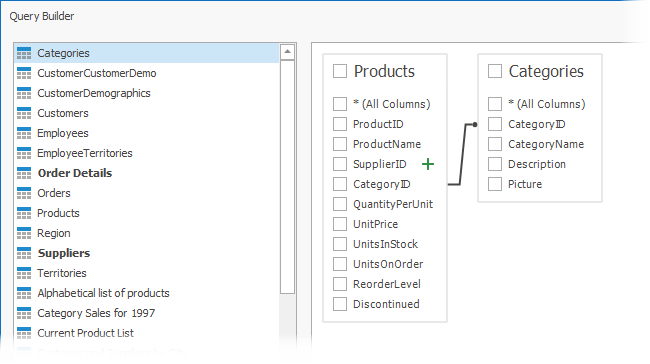 Query Builder
Categories
CustomerCustomerDemo
CustomerDemographics
Customers
Employees
EmployeeTerritories
Order Details
Orders
Products
Region
Suppliers
Territories
Alphabetical list of products
Category Sales for 1997
Current Product List
Products
* (All Columns)
ProductID
ProductName
SupplierID
CategoryID
QuantityPerUnit
UnitPrice
UnitsInStock
UnitsOnOrder
ReorderLevel
Discontinued
Categories
* (All Columns)
CategoryID
CategoryName
Description
Picture